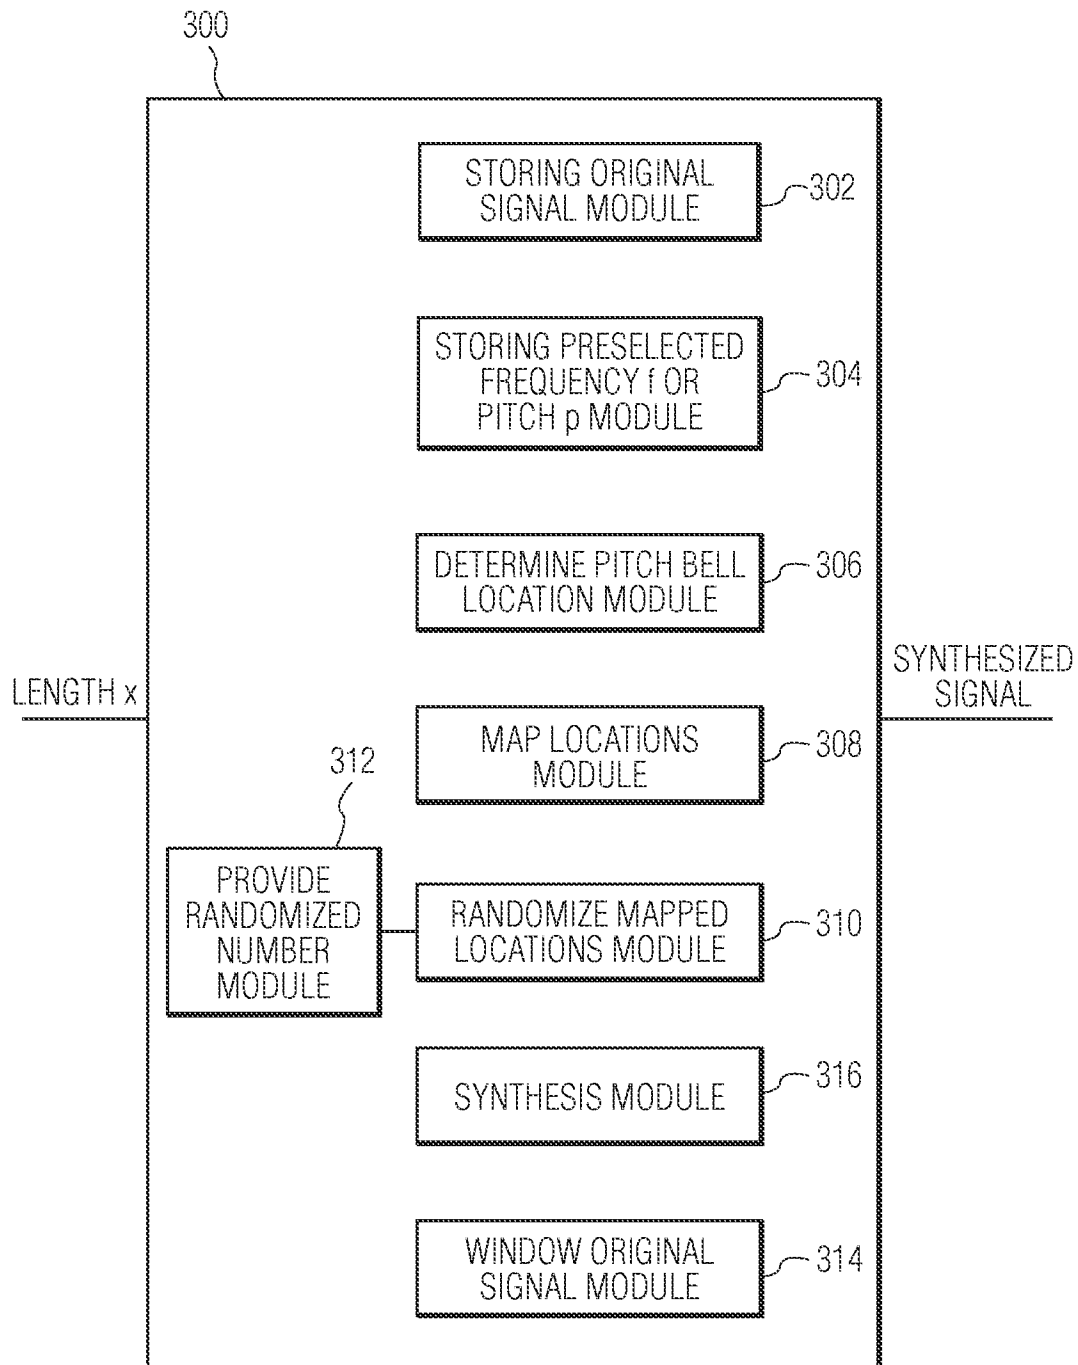 300
STORING ORIGINAL
SIGNAL MODULE
302
STORING PRESELECTED
FREQUENCY f OR
PITCH p MODULE
304
DETERMINE PITCH BELL
LOCATION MODULE
306
LENGTH x
SYNTHESIZED
SIGNAL
MAP LOCATIONS
MODULE
308
312
PROVIDE
RANDOMIZED
NUMBER
MODULE
RANDOMIZE MAPPED
LOCATIONS MODULE
310
SYNTHESIS MODULE
316
WINDOW ORIGINAL
SIGNAL MODULE
314